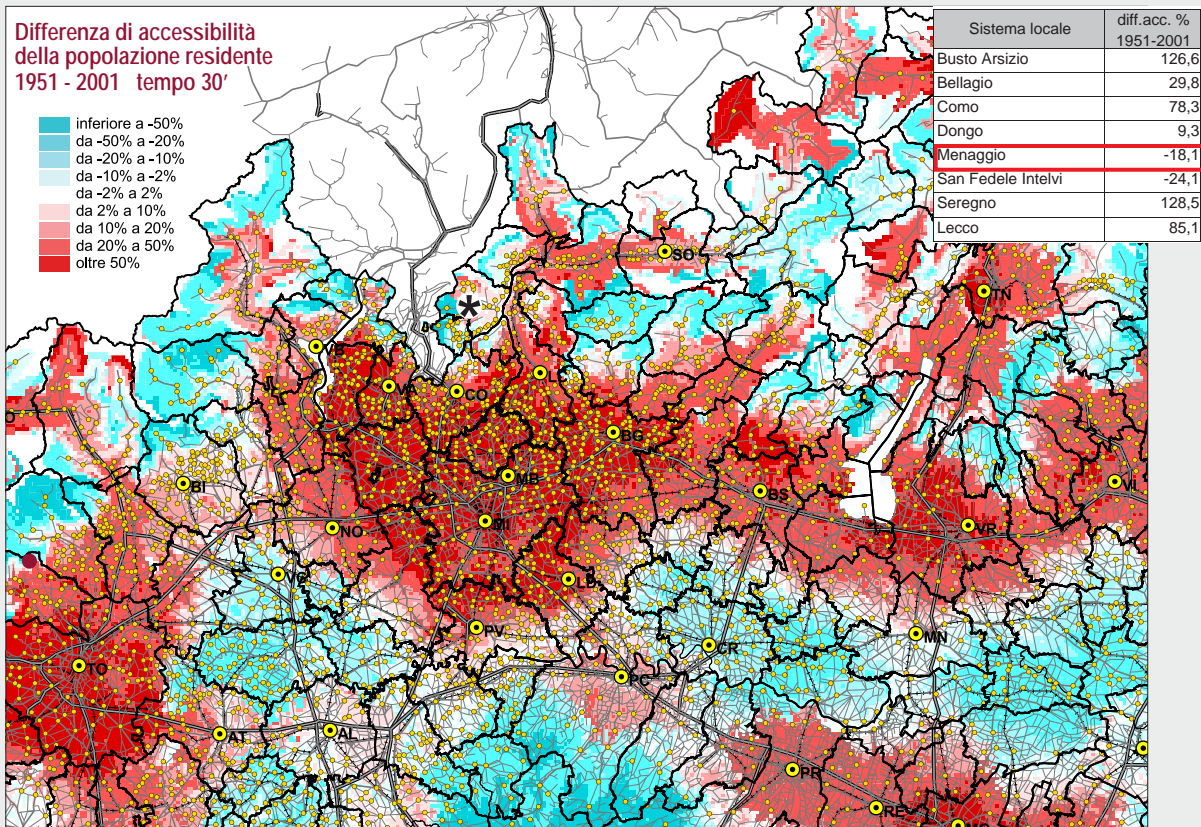 Differenza di accessibilità
della popolazione residente
1951 - 2001 tempo 30’
inferiore a -50%
da -50% a -20%
da -20% a -10%
da -10% a -2%
da -2% a 2%
da 2% a 10%
da 10% a 20%
da 20% a 50%
oltre 50%
Sistema locale diff.acc. % 1951-2001
Busto Arsizio 126,6
Bellagio 29,8
Como 78,3
Dongo 9,3
Menaggio -18,1
San Fedele Intelvi -24,1
Seregno 128,5
Lecco 85,1
SO
TN
*
VB
CO
BG
BI
MB
BS
VI
NO
MI
VR
VC
LO
PV
MN
CR
TO
PC
AT
AL
PR
RE